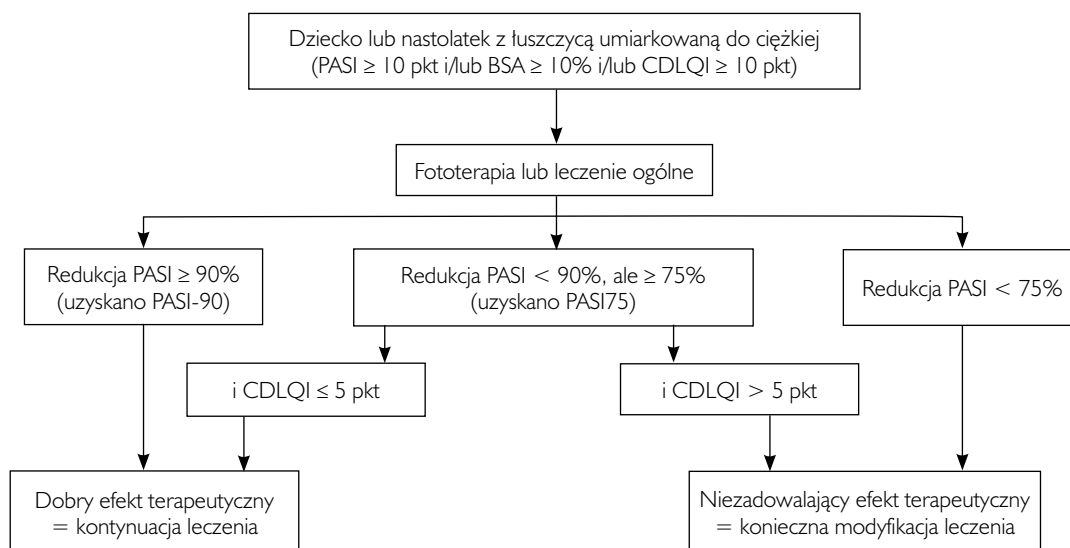 Dziecko lub nastolatek z łuszczycą umiarkowaną do ciężkiej
(PASI ≥ 10 pkt i/lub BSA ≥ 10% i/lub CDLQI ≥ 10 pkt)
Fototerapia lub leczenie ogólne
Redukcja PASI ≥ 90%
(uzyskano PASI-90)
Redukcja PASI < 90%, ale ≥ 75%
(uzyskano PASI75)
Redukcja PASI < 75%
i CDLQI ≤ 5 pkt
i CDLQI > 5 pkt
Dobry efekt terapeutyczny
= kontynuacja leczenia
Niezadowalający efekt terapeutyczny
= konieczna modyfikacja leczenia